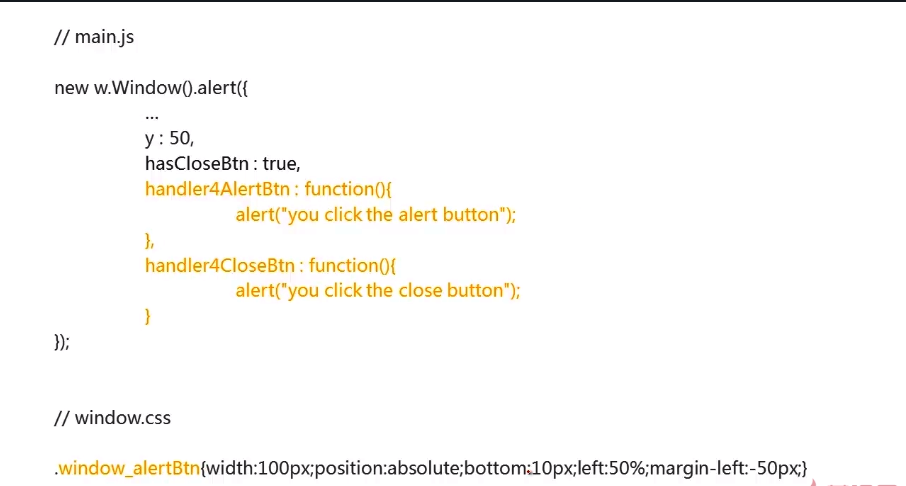 // main.js
new w.Window().alert({
...
y : 50,
hasCloseBtn : true,
handler4AlertBtn : function(){
alert("you click the alert button");
},
handler4CloseBtn : function(){
alert("you click the close button");
}
});
// window.css
.window_alertBtn{width:100px;position:absolute;bottom:10px;left:50%;margin-left:-50px;}